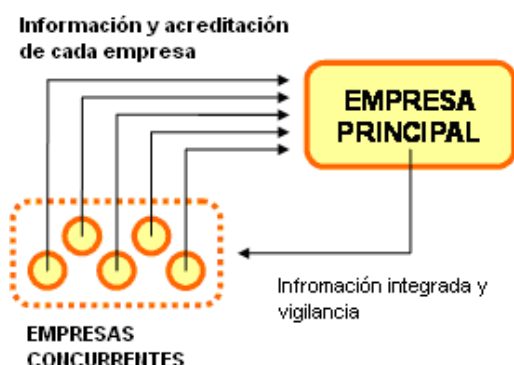 Información y acreditación
de cada empresa
EMPRESA
PRINCIPAL
Infromación integrada y
vigilancia
EMPRESAS
CONCURRENTES